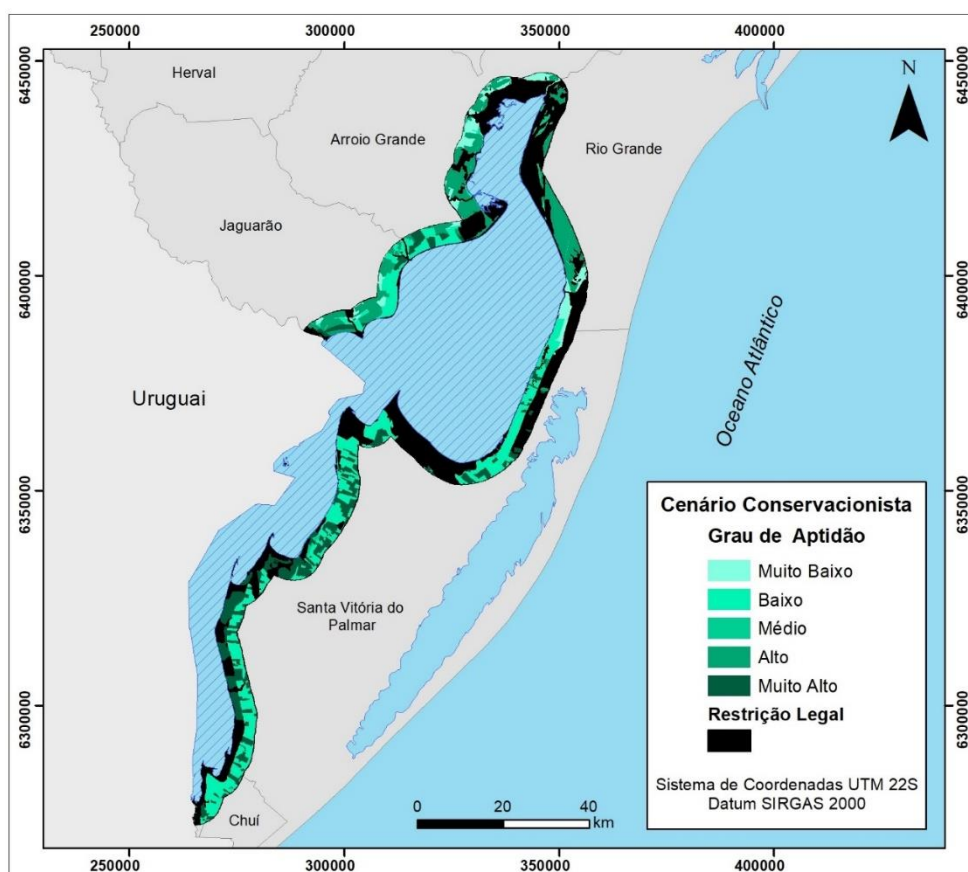 250000 300000 350000 400000
6450000 6450000
Herval
N
Arroio Grande
Rio Grande
Jaguarão
6400000 6400000
Oceano Atlântico
Uruguai
6350000 6350000
Cenário Conservacionista
Grau de Aptidão
Muito Baixo
Baixo
Médio
Alto
Muito Alto
Restrição Legal
Sistema de Coordenadas UTM 22S
Datum SIRGAS 2000
Santa Vitória do
Palmar
6300000 6300000
Chuí
0 20 40
km
250000 300000 350000 400000